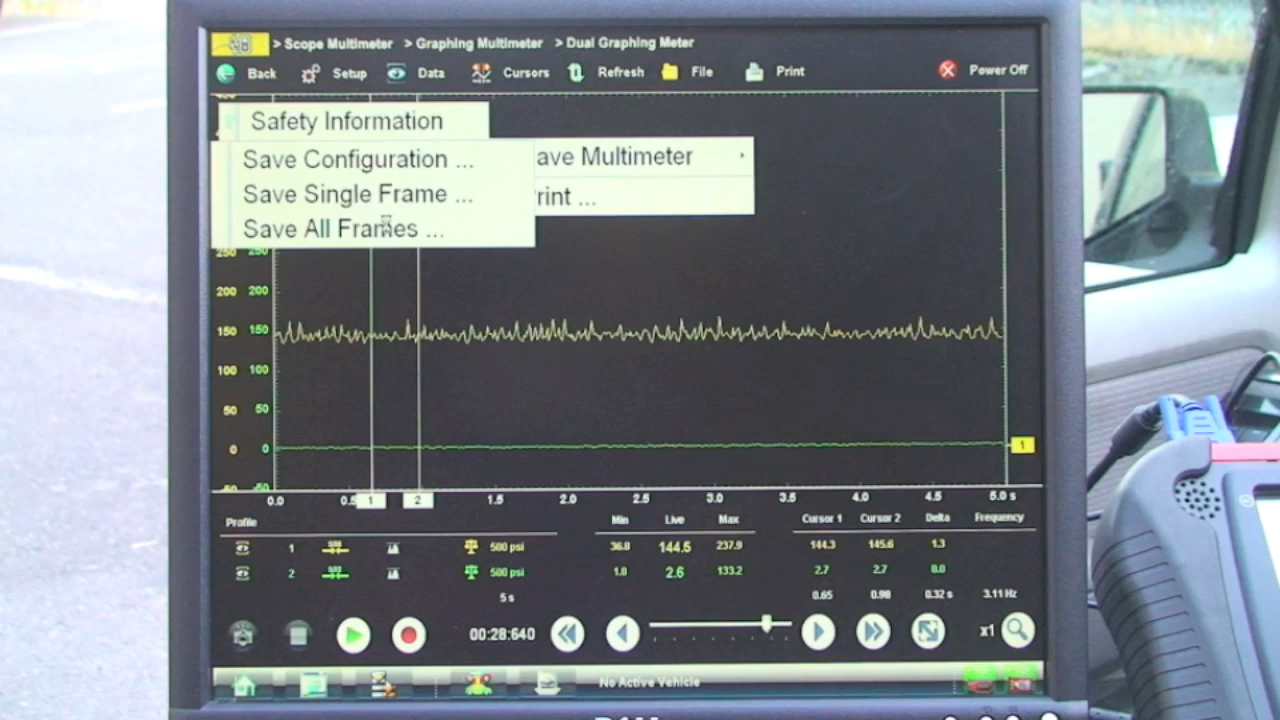 > Scope Multimeter > Graphing Multimeter > Dual Graphing Meter
Back Setup Data Cursors Refresh File Print Power Off
Safety Information
Save Configuration ...
ave Multimeter
Save Single Frame ...
rint ...
Save All Frames ...
250 250
200 200
150 150
100 100
50 50
0 0
1
-50
0.0 0.5 1 2 1.5 2.0 2.5 3.0 3.5 4.0 4.5 5.0 s
Profile Min Live Max Cursor 1 Cursor 2 Delta Frequency
1 500 psi 36.8 144.5 237.9 144.3 145.6 1.3
2 500 psi 1.0 2.6 133.2 2.7 2.7 0.0
5 s 0.65 0.98 0.32 s 3.11 Hz
00:28:640 x1
No Active Vehicle